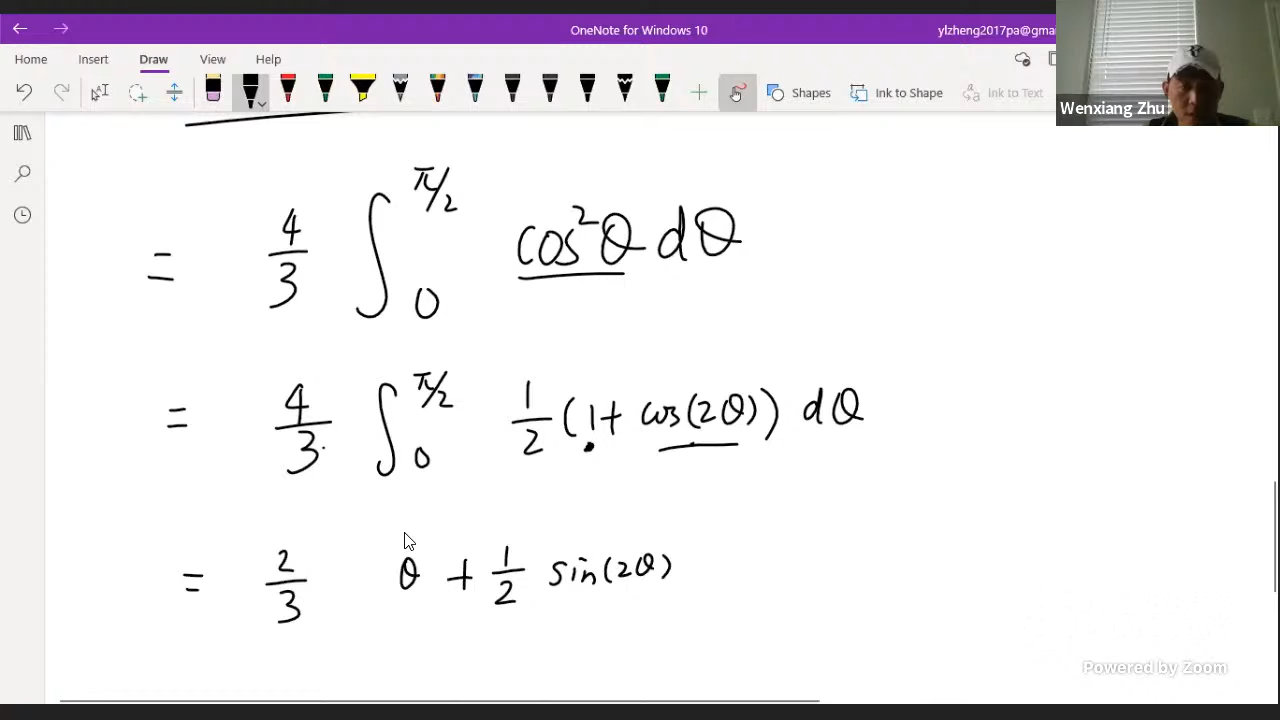 OneNote for Windows 10
ylzheng2017pa@gma
Home Insert Draw View Help
Shapes Ink to Shape Ink to Text
Wenxiang Zhu
= 4/3 ∫₀^(π/2) cos²θ dθ
= 4/3 ∫₀^(π/2) 1/2 (1 + cos(2θ)) dθ
= 2/3 θ + 1/2 sin(2θ)
Powered by Zoom